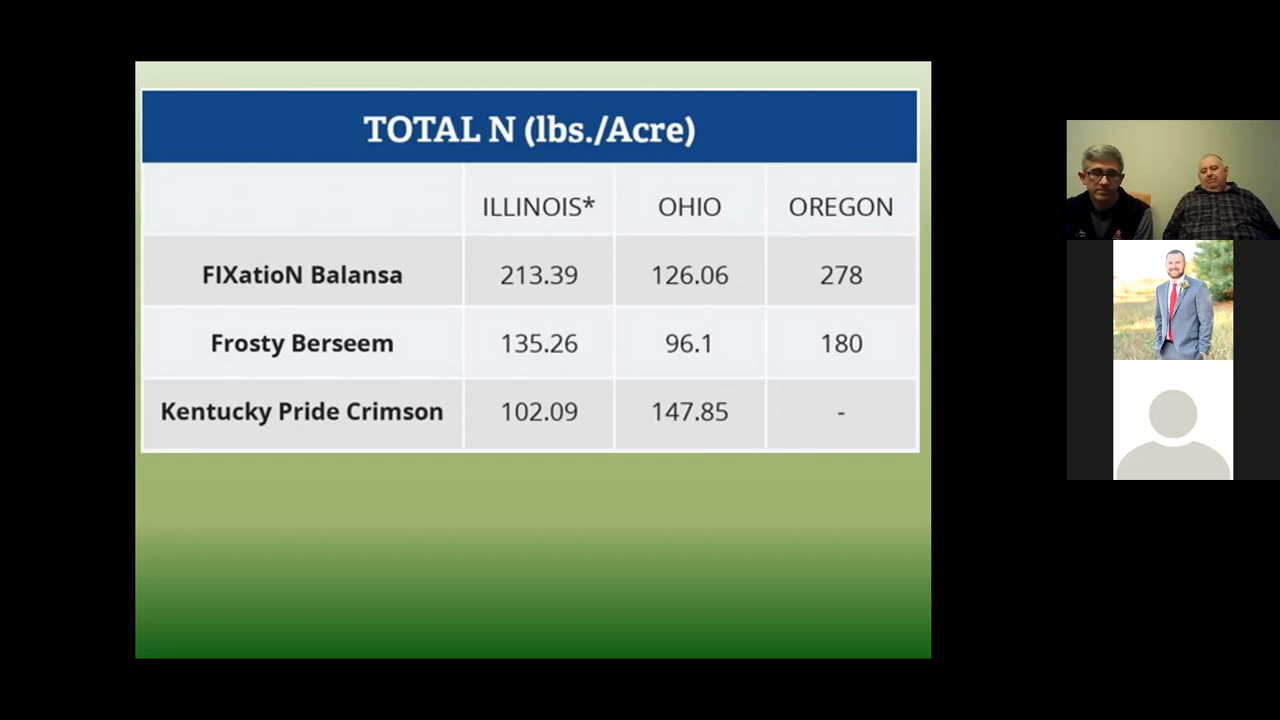 TOTAL N (lbs./Acre)
ILLINOIS* OHIO OREGON
FIXatioN Balansa 213.39 126.06 278
Frosty Berseem 135.26 96.1 180
Kentucky Pride Crimson 102.09 147.85 -